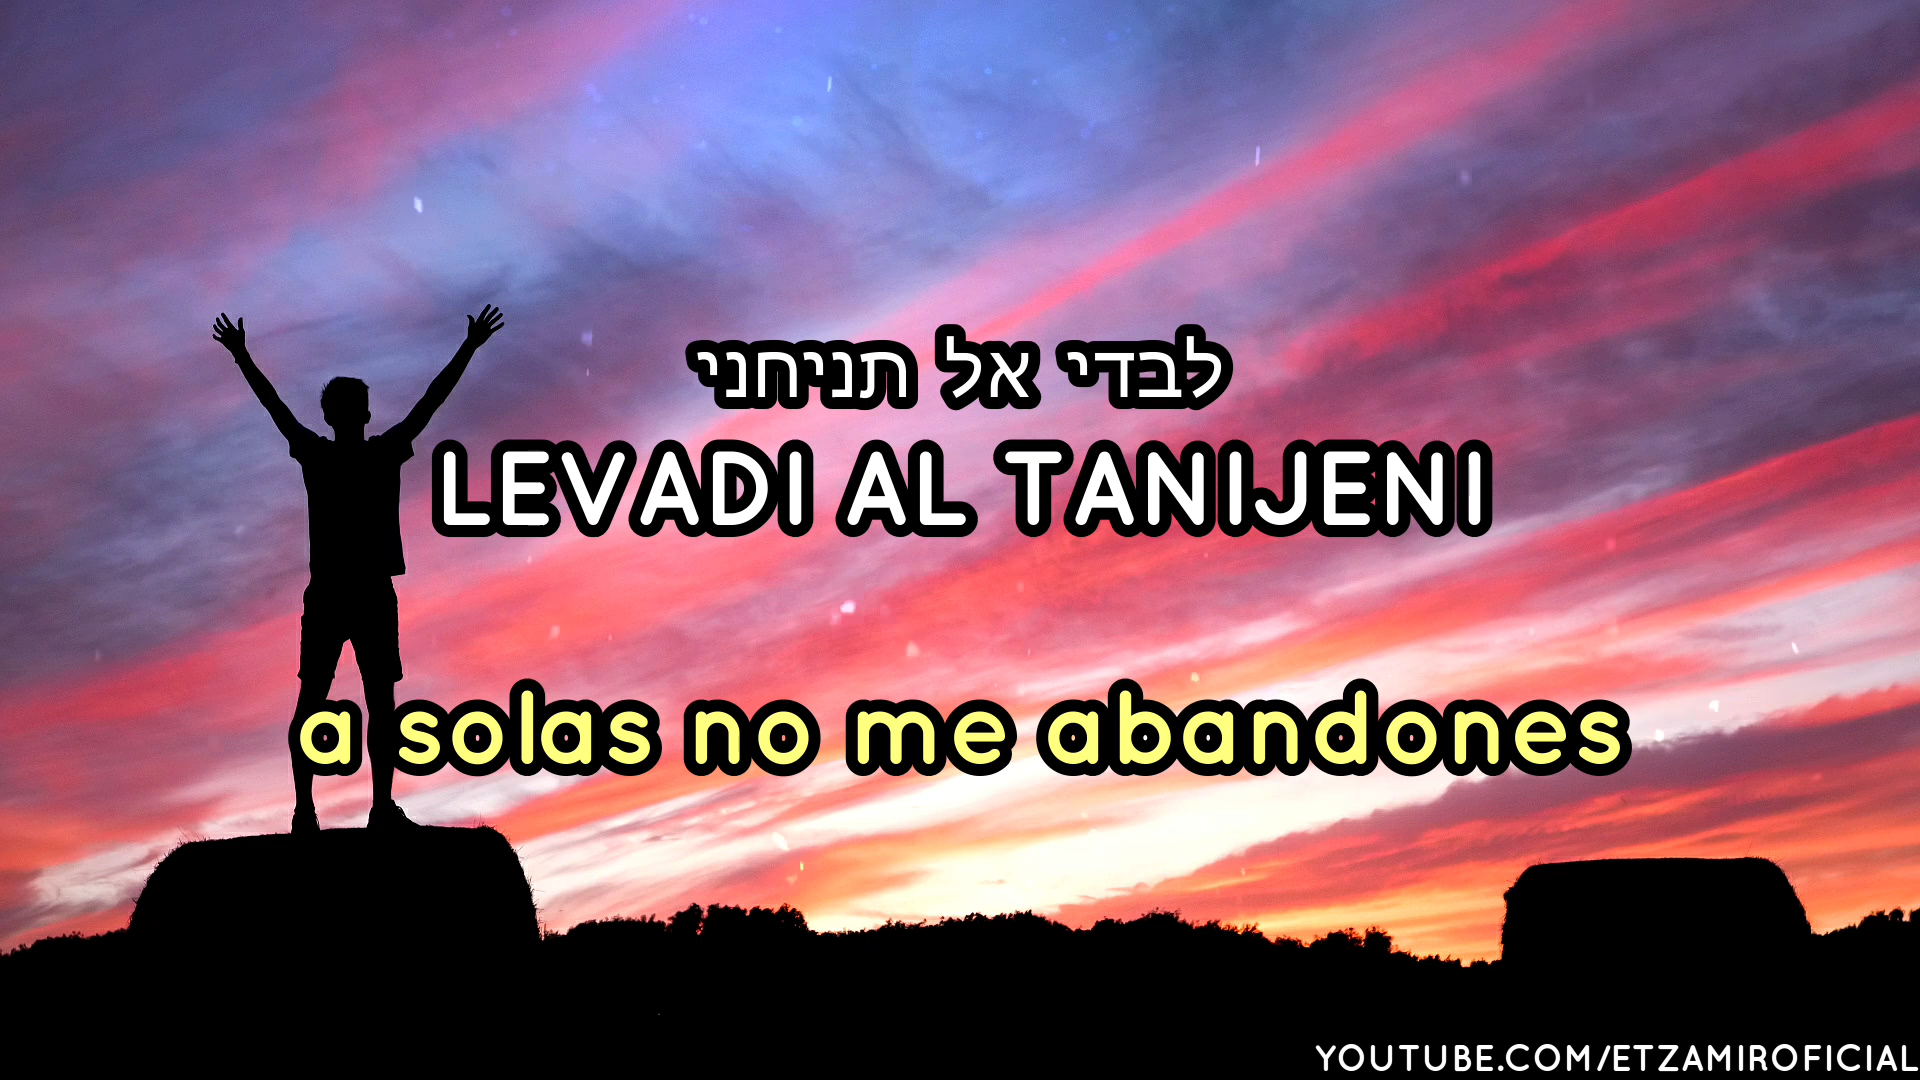 לבדי אל תניחני
LEVADI AL TANIJENI
a solas no me abandones
YOUTUBE.COM/ETZAMIROFICIAL